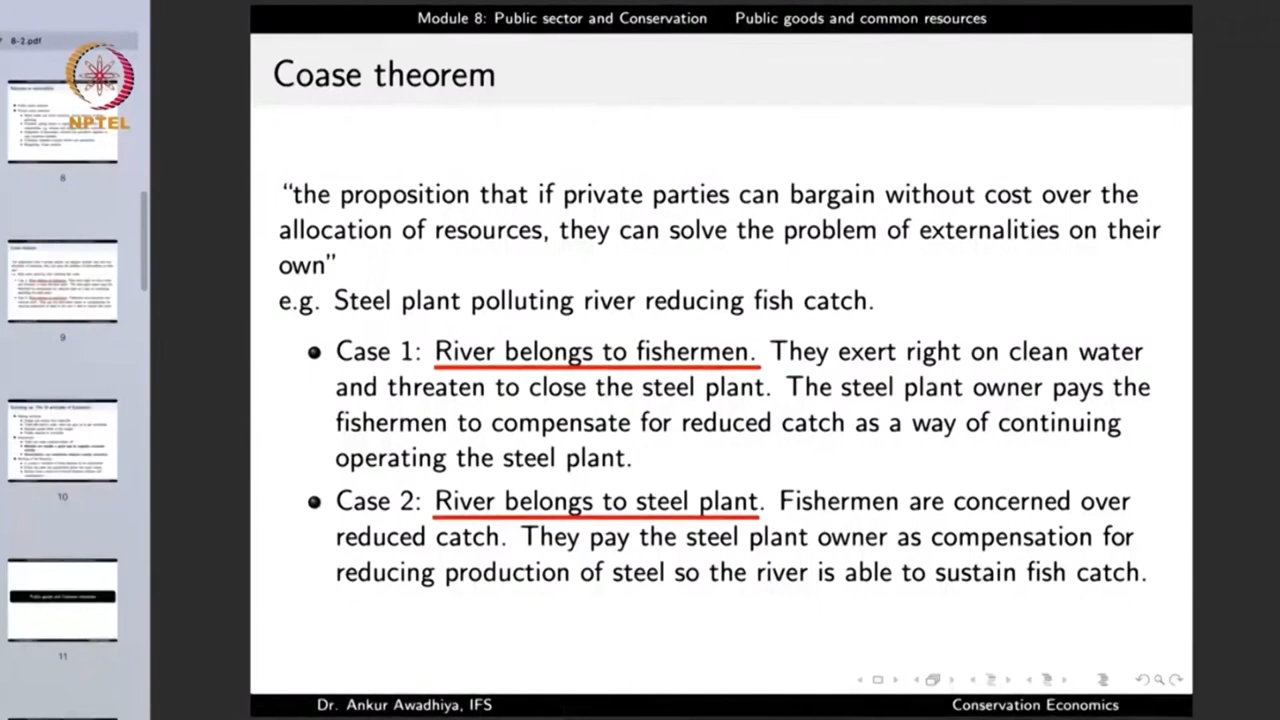 Module 8: Public sector and Conservation Public goods and common resources
8-2.pdf
NPTEL
Coase theorem
“the proposition that if private parties can bargain without cost over the
allocation of resources, they can solve the problem of externalities on their
own”
e.g. Steel plant polluting river reducing fish catch.
Case 1: River belongs to fishermen. They exert right on clean water
and threaten to close the steel plant. The steel plant owner pays the
fishermen to compensate for reduced catch as a way of continuing
operating the steel plant.
Case 2: River belongs to steel plant. Fishermen are concerned over
reduced catch. They pay the steel plant owner as compensation for
reducing production of steel so the river is able to sustain fish catch.
8
9
10
11
Dr. Ankur Awadhiya, IFS Conservation Economics